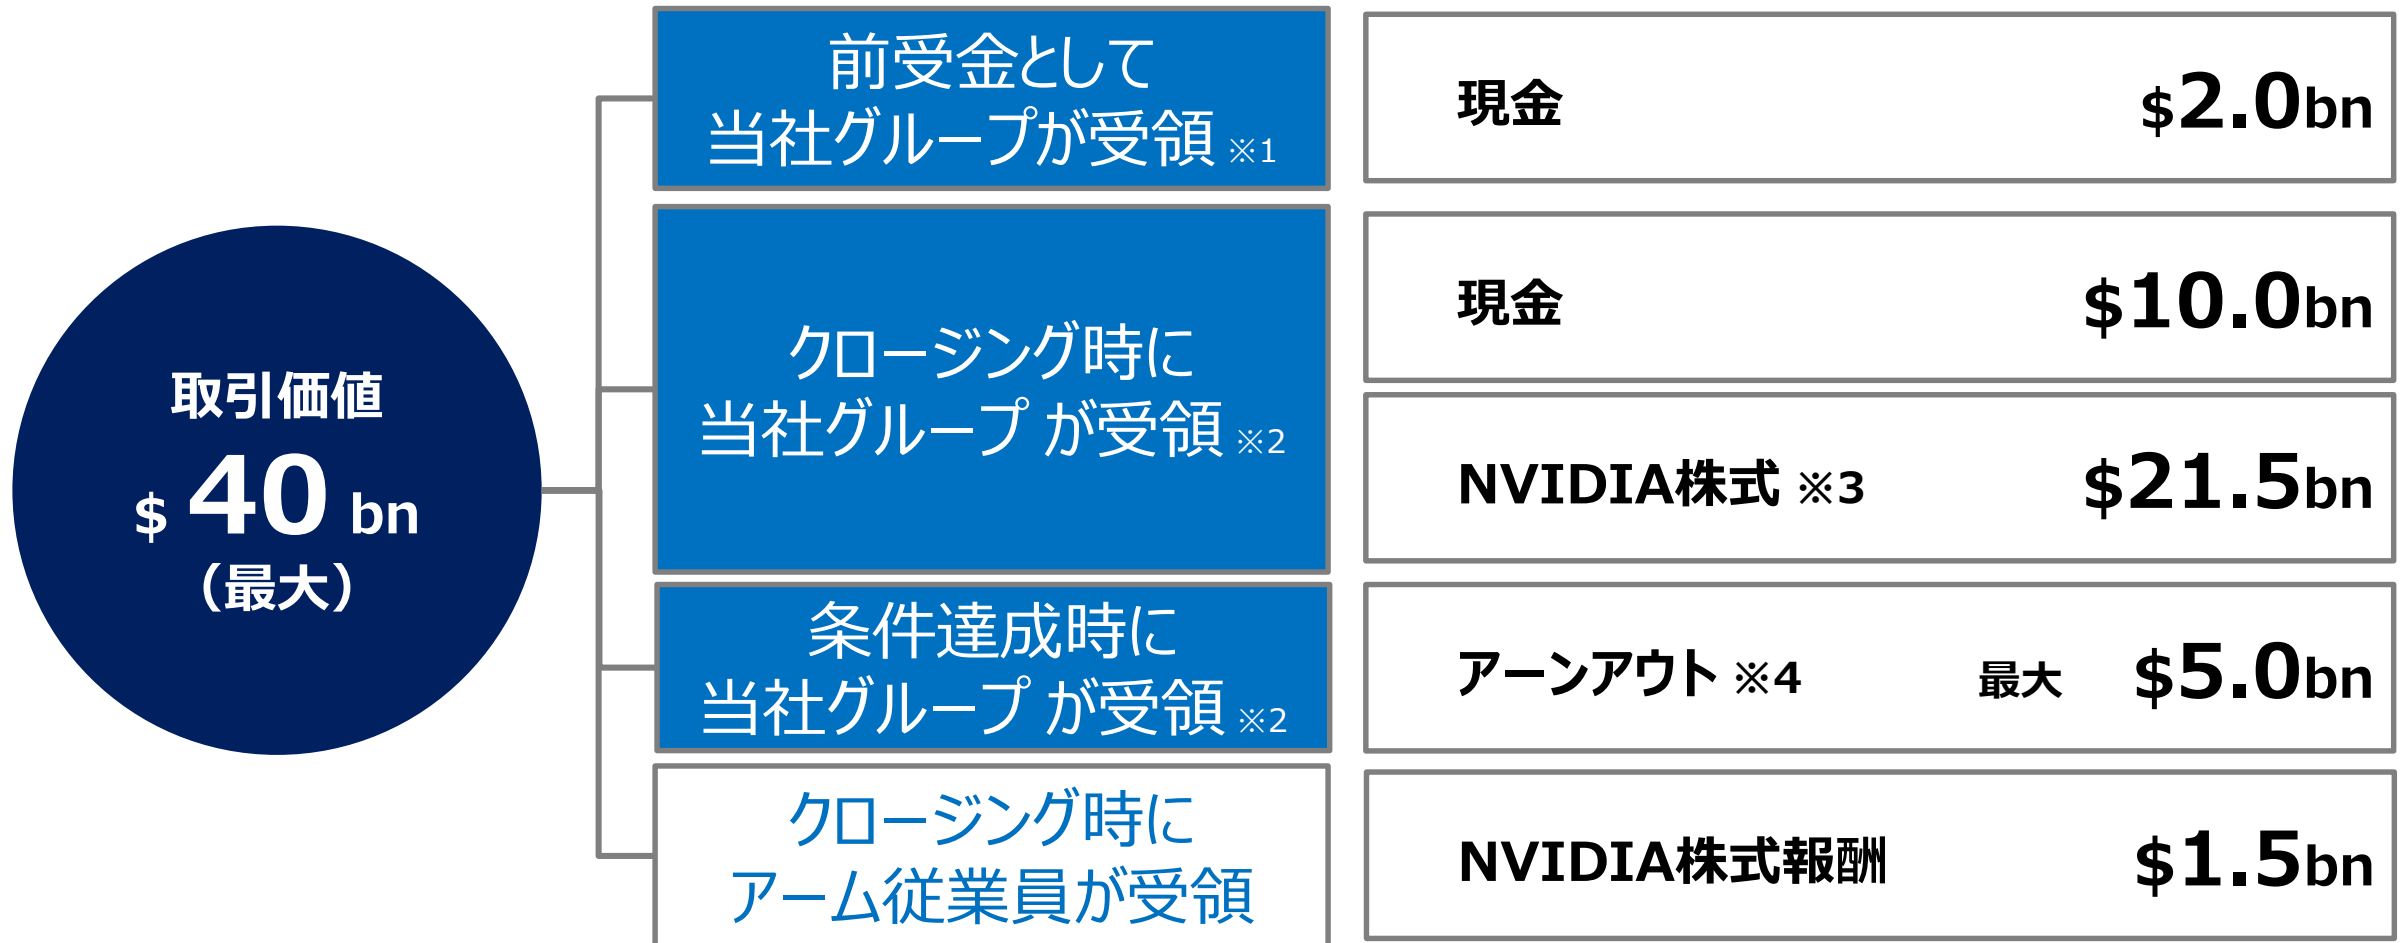 取引価値
$ 40 bn
（最大）
前受金として
当社グループが受領 ※1
現金 $2.0bn
クロージング時に
当社グループ が受領 ※2
現金 $10.0bn
NVIDIA株式 ※3 $21.5bn
条件達成時に
当社グループ が受領 ※2
アーンアウト ※4 最大 $5.0bn
クロージング時に
アーム従業員が受領
NVIDIA株式報酬 $1.5bn